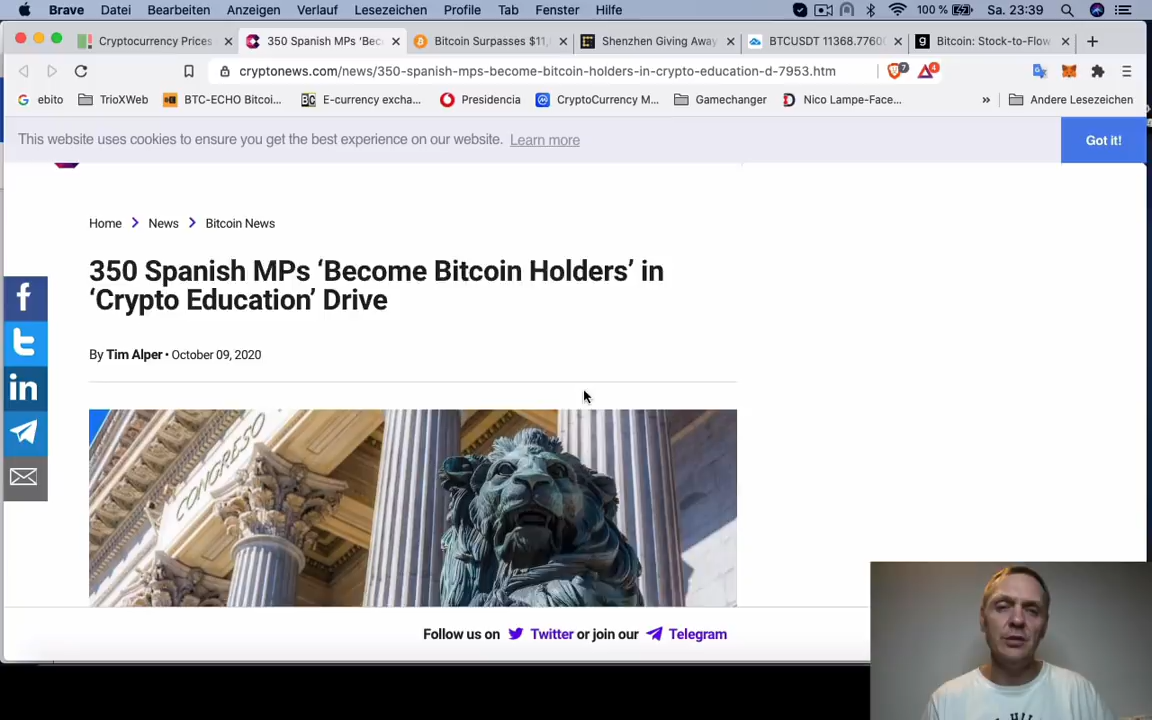 Brave Datei Bearbeiten Anzeigen Verlauf Lesezeichen Profile Tab Fenster Hilfe 100 % Sa. 23:39
Cryptocurrency Prices 350 Spanish MPs 'Bec Bitcoin Surpasses $11, Shenzhen Giving Away BTCUSDT 11368.7760 Bitcoin: Stock-to-Flow
cryptonews.com/news/350-spanish-mps-become-bitcoin-holders-in-crypto-education-d-7953.htm 7 4
ebito TrioXWeb BTC-ECHO Bitcoi... E-currency excha... Presidencia CryptoCurrency M... Gamechanger Nico Lampe-Face... » Andere Lesezeichen
This website uses cookies to ensure you get the best experience on our website. Learn more Got it!
Home News Bitcoin News
350 Spanish MPs ‘Become Bitcoin Holders’ in
‘Crypto Education’ Drive
By Tim Alper • October 09, 2020
CONGRESO
Follow us on Twitter or join our Telegram